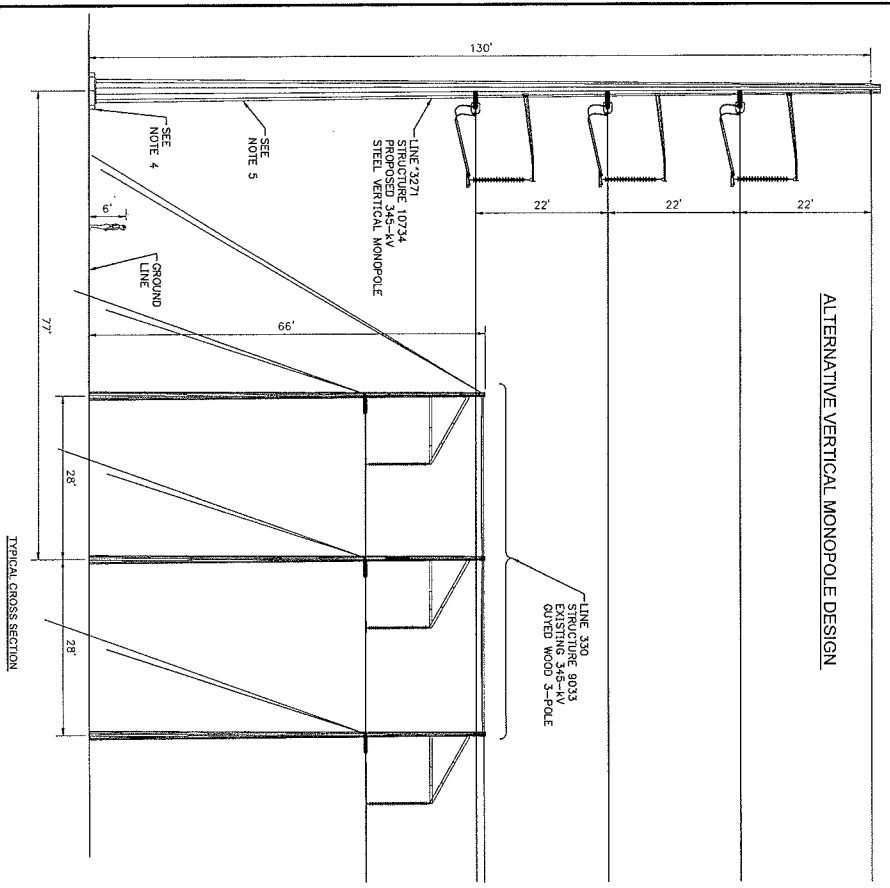 130'
SEE
NOTE 4
SEE
NOTE 5
LINE #3271
STRUCTURE 10734
PROPOSED 345-kV
STEEL VERTICAL MONOPOLE
22'
22'
22'
ALTERNATIVE VERTICAL MONOPOLE DESIGN
6'
GROUND
LINE
77'
66'
28'
28'
LINE 330
STRUCTURE 9033
EXISTING 345-kV
GUYED WOOD 3-POLE
TYPICAL CROSS SECTION